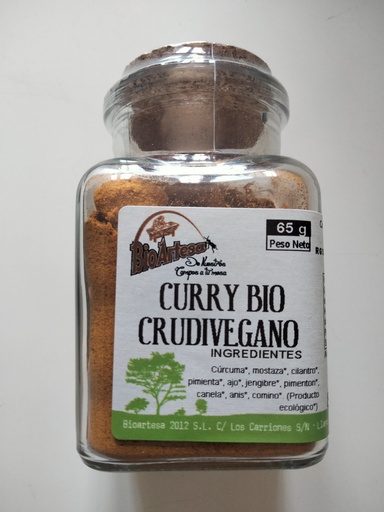 65 g
Peso Neto
BioArtesa
De Nuestro
Campo a tu mesa
CURRY BIO
CRUDIVEGANO
INGREDIENTES
Cúrcuma*, mostaza*, cilantro*,
pimienta*, ajo*, jengibre*, pimenton*,
canela*, anis*, comino*. (Producto
ecológico*)
Bioartesa 2012 S.L. C/ Los Carriones S/N -